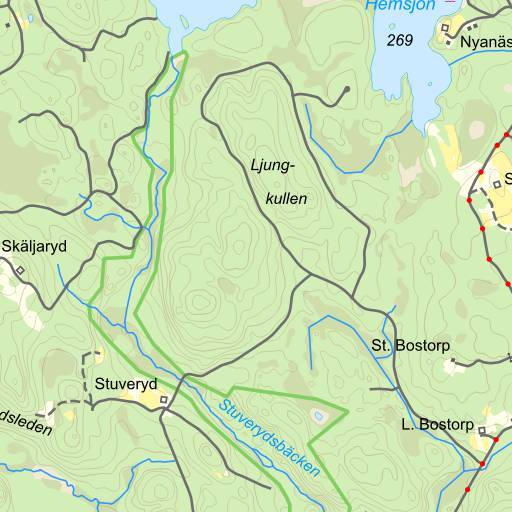 Hemsjön
269
Nyanäs
Ljung-
kullen
S
Skäljaryd
St. Bostorp
Stuveryd
Stuverydsbäcken
L. Bostorp
dsleden